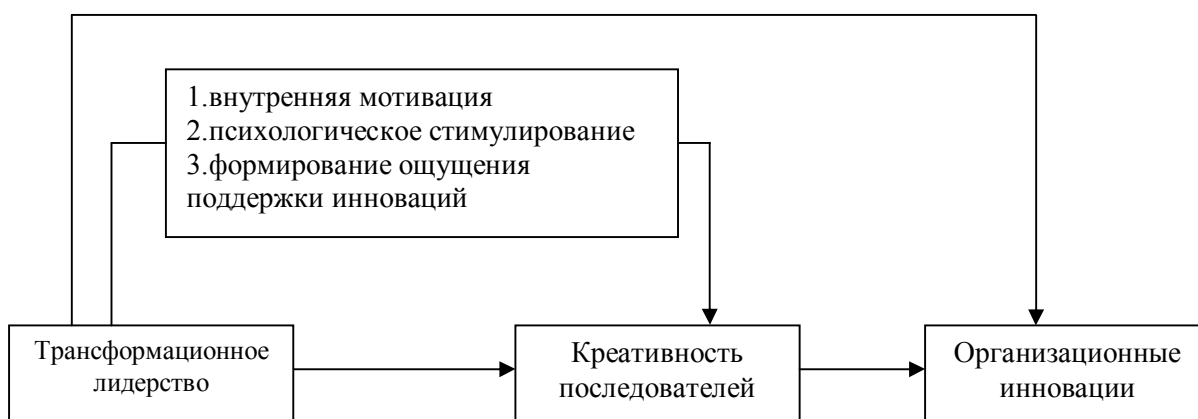 1.внутренняя мотивация
2.психологическое стимулирование
3.формирование ощущения
поддержки инноваций
Трансформационное
лидерство
Креативность
последователей
Организационные
инновации